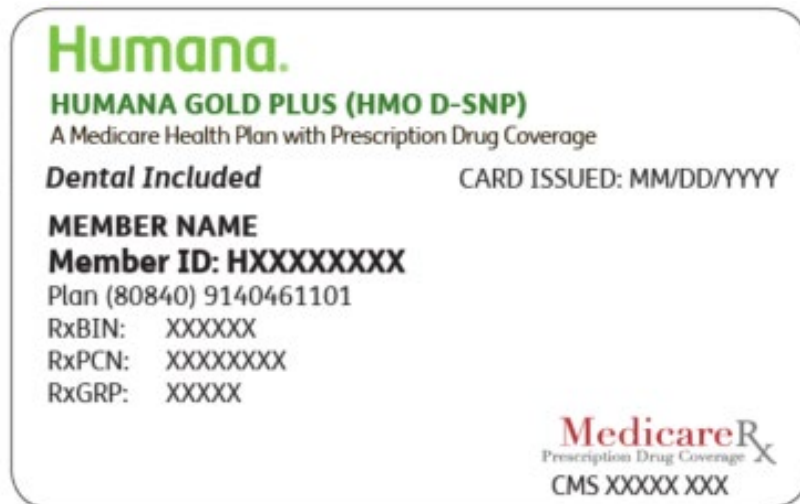 Humana.
HUMANA GOLD PLUS (HMO D-SNP)
A Medicare Health Plan with Prescription Drug Coverage
Dental Included CARD ISSUED: MM/DD/YYYY
MEMBER NAME
Member ID: HXXXXXXXX
Plan (80840) 9140461101
RxBIN: XXXXXX
RxPCN: XXXXXXXX
RxGRP: XXXXX
MedicareRx
Prescription Drug Coverage
CMS XXXXX XXX